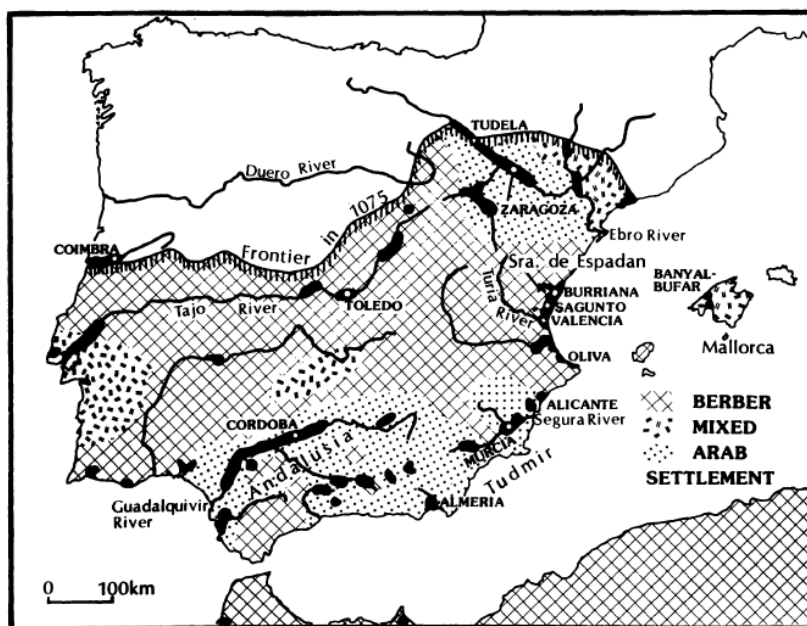 TUDELA
Duero River
ZARAGOZA
Frontier in 1075
COIMBRA
Ebro River
Sra. de Espadan
BANYAL-
BUFAR
BURRIANA
SAGUNTO
VALENCIA
Turia River
Tajo River
TOLEDO
Mallorca
OLIVA
ALICANTE
Segura River
CORDOBA
MURCIA
Andalusia
Tudmir
Guadalquivir
River
ALMERIA
BERBER
MIXED
ARAB
SETTLEMENT
0 100km